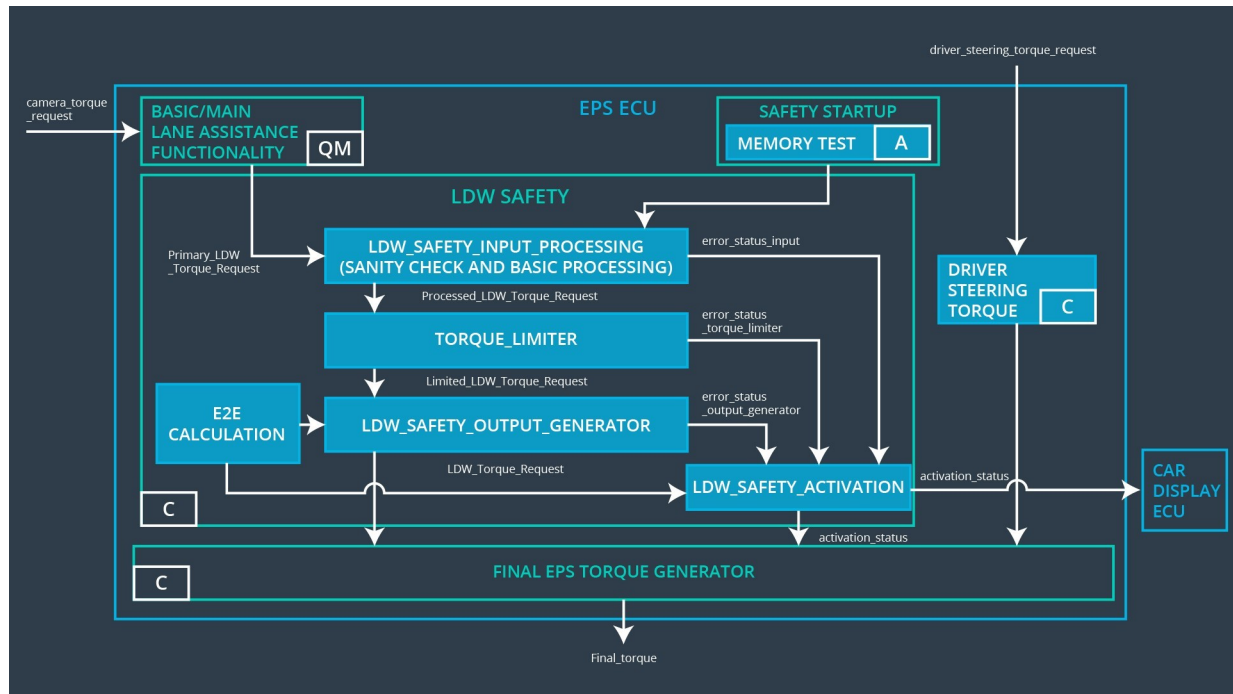 driver_steering_torque_request
camera_torque
_request
EPS ECU
BASIC/MAIN
LANE ASSISTANCE
FUNCTIONALITY
QM
SAFETY STARTUP
MEMORY TEST
A
LDW SAFETY
Primary_LDW
_Torque_Request
LDW_SAFETY_INPUT_PROCESSING
(SANITY CHECK AND BASIC PROCESSING)
error_status_input
DRIVER
STEERING
TORQUE
C
Processed_LDW_Torque_Request
TORQUE_LIMITER
error_status
_torque_limiter
Limited_LDW_Torque_Request
E2E
CALCULATION
LDW_SAFETY_OUTPUT_GENERATOR
error_status
_output_generator
LDW_Torque_Request
LDW_SAFETY_ACTIVATION
activation_status
CAR
DISPLAY
ECU
C
activation_status
FINAL EPS TORQUE GENERATOR
C
Final_torque